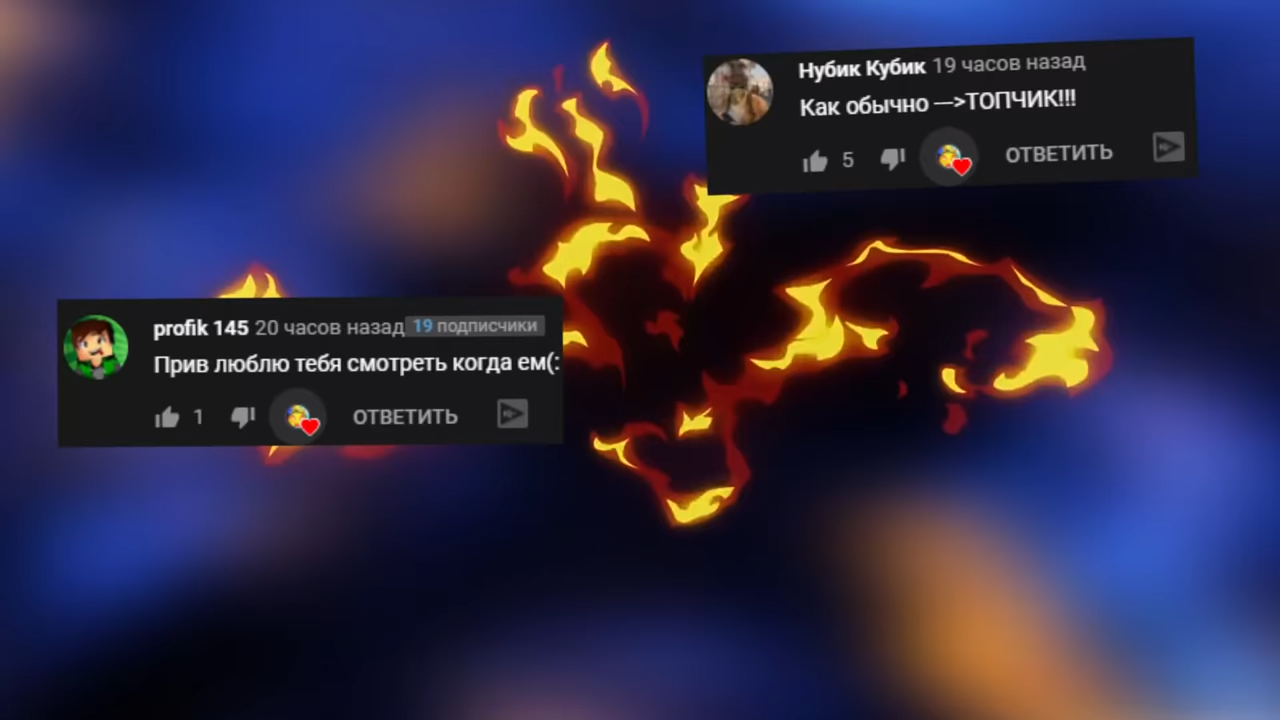 Нубик Кубик 19 часов назад
Как обычно —>ТОПЧИК!!!
5 ОТВЕТИТЬ
profik 145 20 часов назад 19 подписчики
Прив люблю тебя смотреть когда ем(:
1 ОТВЕТИТЬ